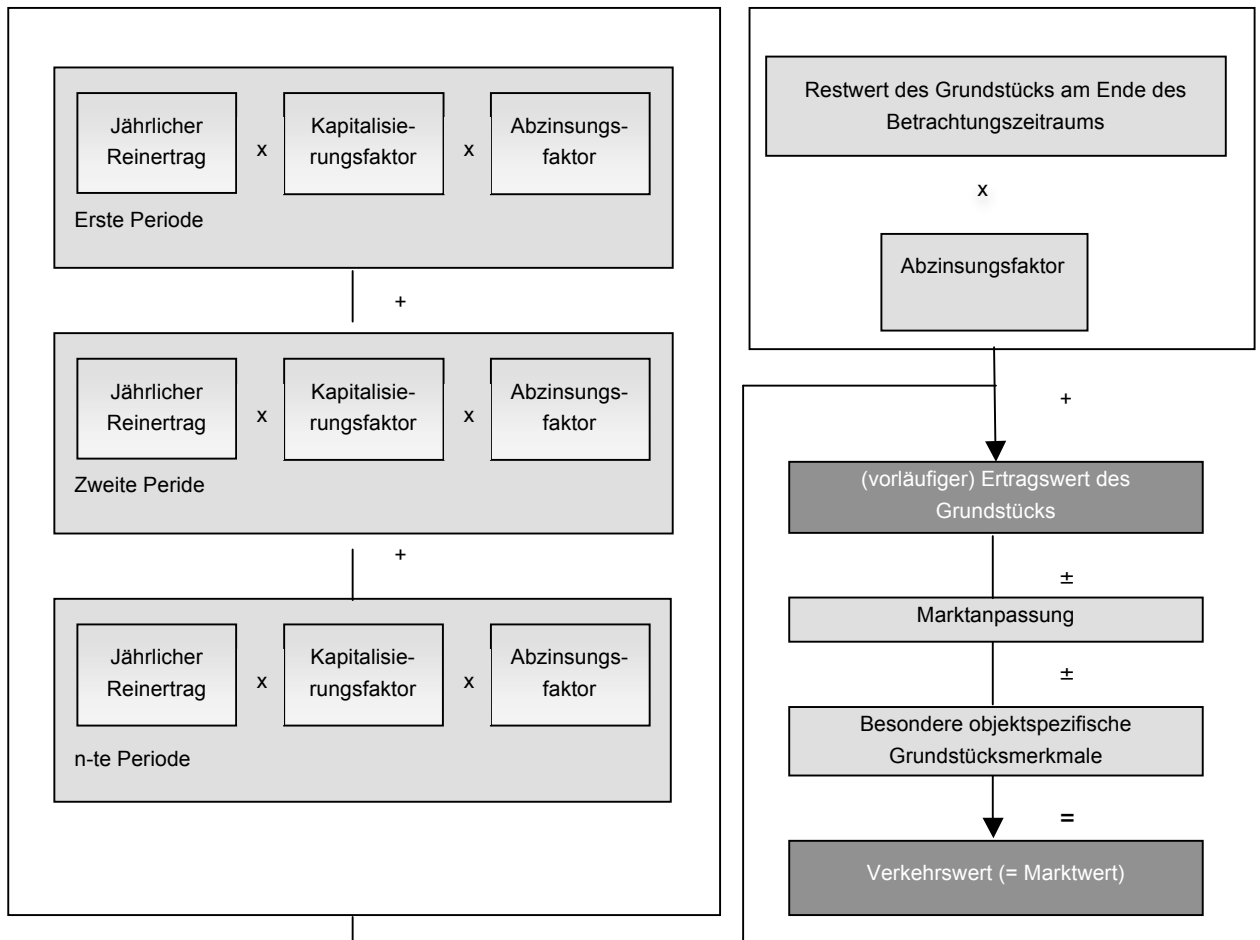 Jährlicher
Reinertrag
x
Kapitalisie-
rungsfaktor
x
Abzinsungs-
faktor
Erste Periode
+
Jährlicher
Reinertrag
x
Kapitalisie-
rungsfaktor
x
Abzinsungs-
faktor
Zweite Peride
+
Jährlicher
Reinertrag
x
Kapitalisie-
rungsfaktor
x
Abzinsungs-
faktor
n-te Periode
Restwert des Grundstücks am Ende des
Betrachtungszeitraums
x
Abzinsungsfaktor
+
(vorläufiger) Ertragswert des
Grundstücks
±
Marktanpassung
±
Besondere objektspezifische
Grundstücksmerkmale
=
Verkehrswert (= Marktwert)